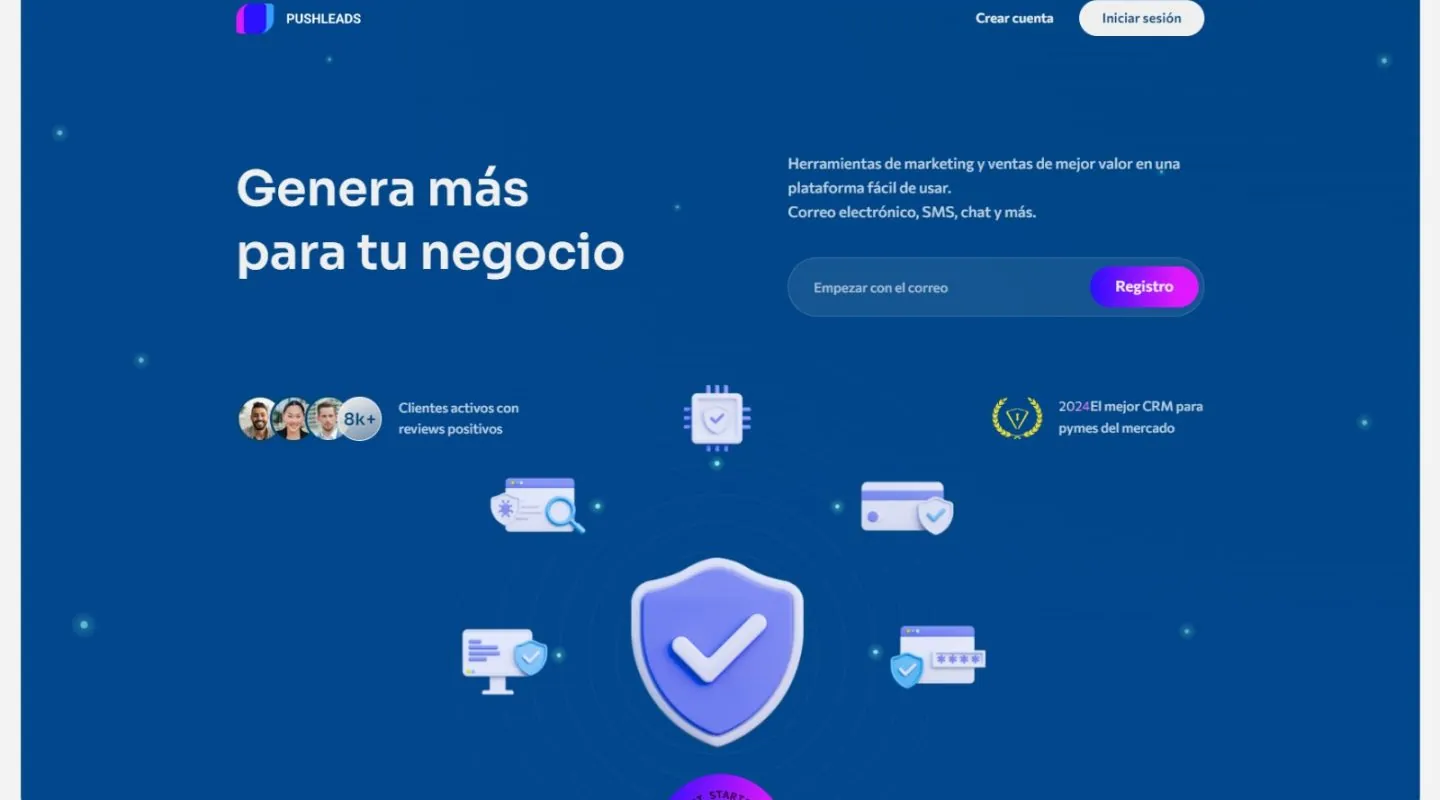 PUSHLEADS
Crear cuenta
Iniciar sesión
Genera más
para tu negocio
Herramientas de marketing y ventas de mejor valor en una
plataforma fácil de usar.
Correo electrónico, SMS, chat y más.
Empezar con el correo
Registro
8k+
Clientes activos con
reviews positivos
2024El mejor CRM para
pymes del mercado
****